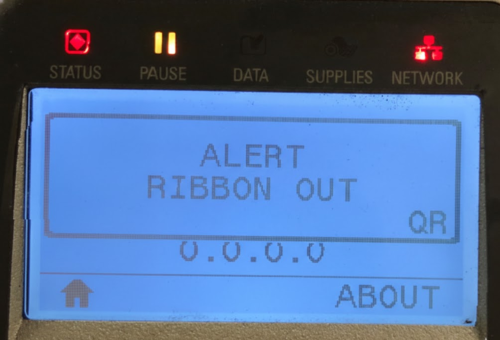 STATUS PAUSE DATA SUPPLIES NETWORK
ALERT
RIBBON OUT
QR
0.0.0.0
ABOUT